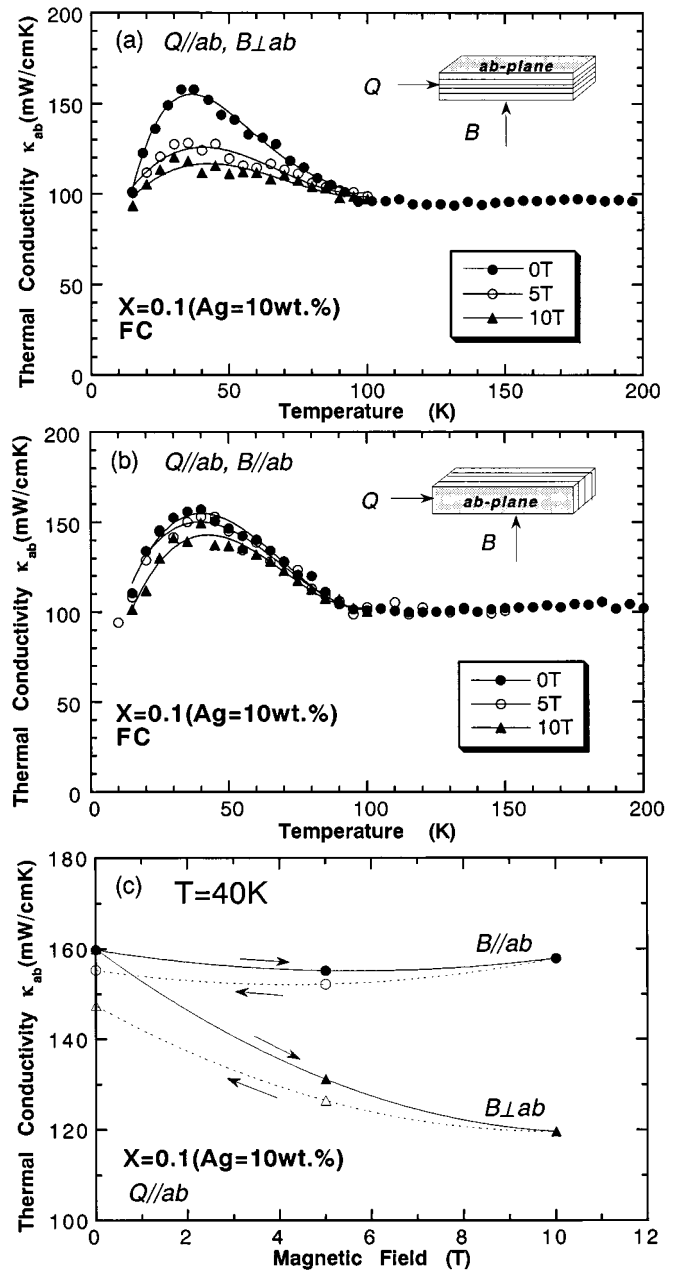 (a) Q//ab, B⊥ab
ab-plane
Q
B
0T
5T
10T
X=0.1(Ag=10wt.%)
FC
Thermal Conductivity κab(mW/cmK)
200
150
100
50
0
0 50 100 150 200
Temperature (K)
(b) Q//ab, B//ab
ab-plane
Q
B
0T
5T
10T
X=0.1(Ag=10wt.%)
FC
Thermal Conductivity κab(mW/cmK)
200
150
100
50
0
0 50 100 150 200
Temperature (K)
(c) T=40K
B//ab
B⊥ab
X=0.1(Ag=10wt.%)
Q//ab
Thermal Conductivity κab(mW/cmK)
180
160
140
120
100
0 2 4 6 8 10 12
Magnetic Field (T)